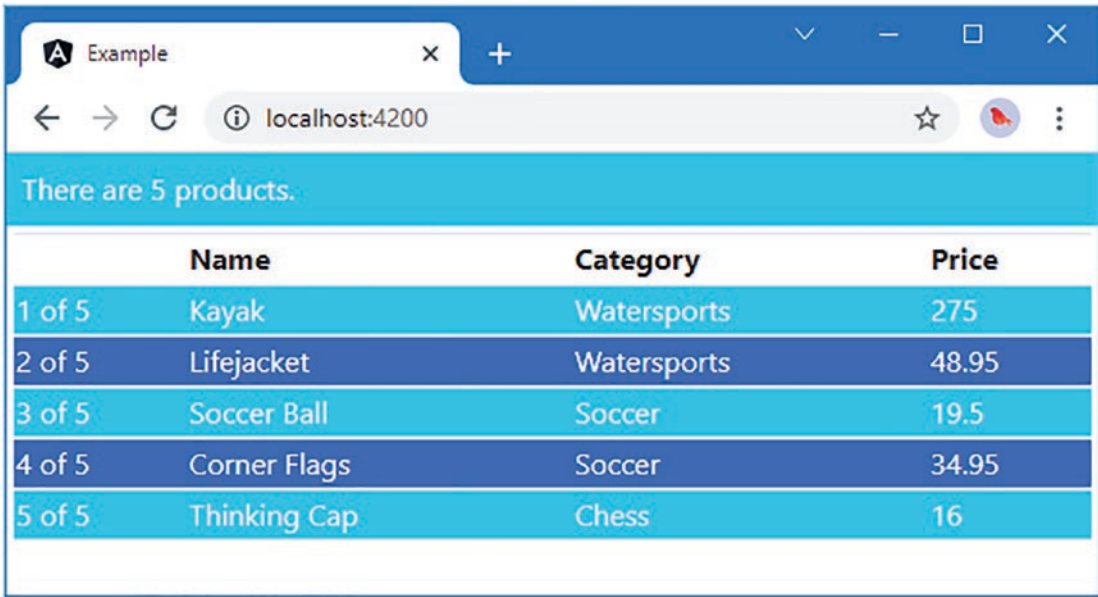 Example
localhost:4200
There are 5 products.
Name Category Price
1 of 5 Kayak Watersports 275
2 of 5 Lifejacket Watersports 48.95
3 of 5 Soccer Ball Soccer 19.5
4 of 5 Corner Flags Soccer 34.95
5 of 5 Thinking Cap Chess 16